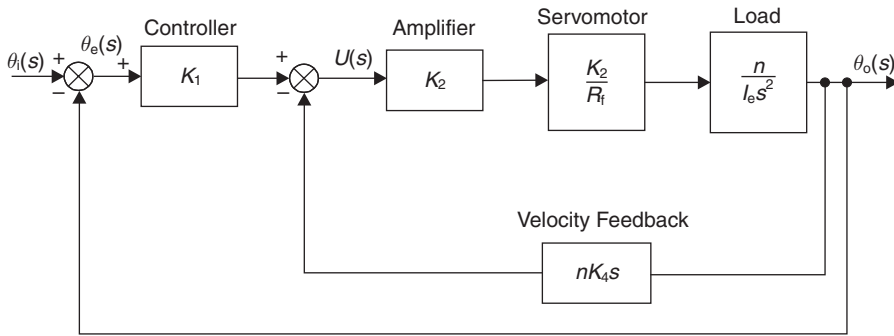 Controller
Amplifier
Servomotor
Load
θi(s)
+
−
θe(s)
+
K1
+
−
U(s)
K2
K2
Rf
n
Ies²
θo(s)
Velocity Feedback
nK4s